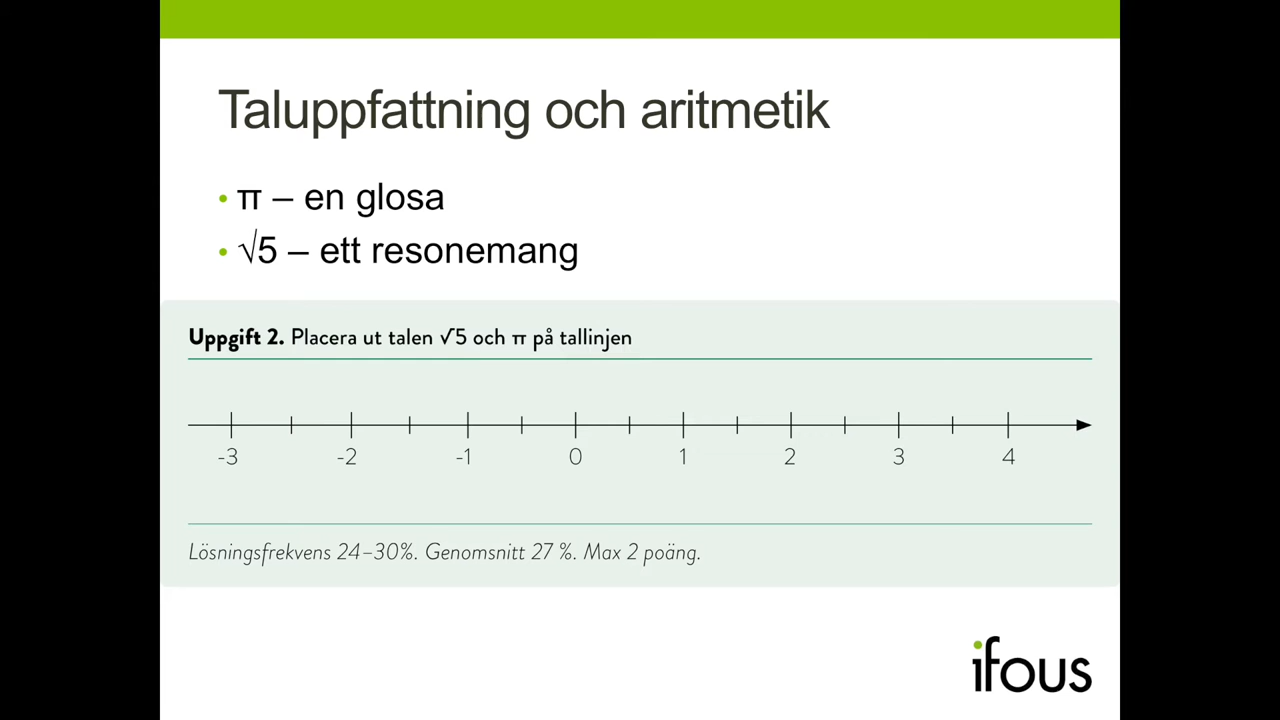 Taluppfattning och aritmetik
• π – en glosa
• √5 – ett resonemang
Uppgift 2. Placera ut talen √5 och π på tallinjen
-3 -2 -1 0 1 2 3 4
Lösningsfrekvens 24–30%. Genomsnitt 27 %. Max 2 poäng.
ifous